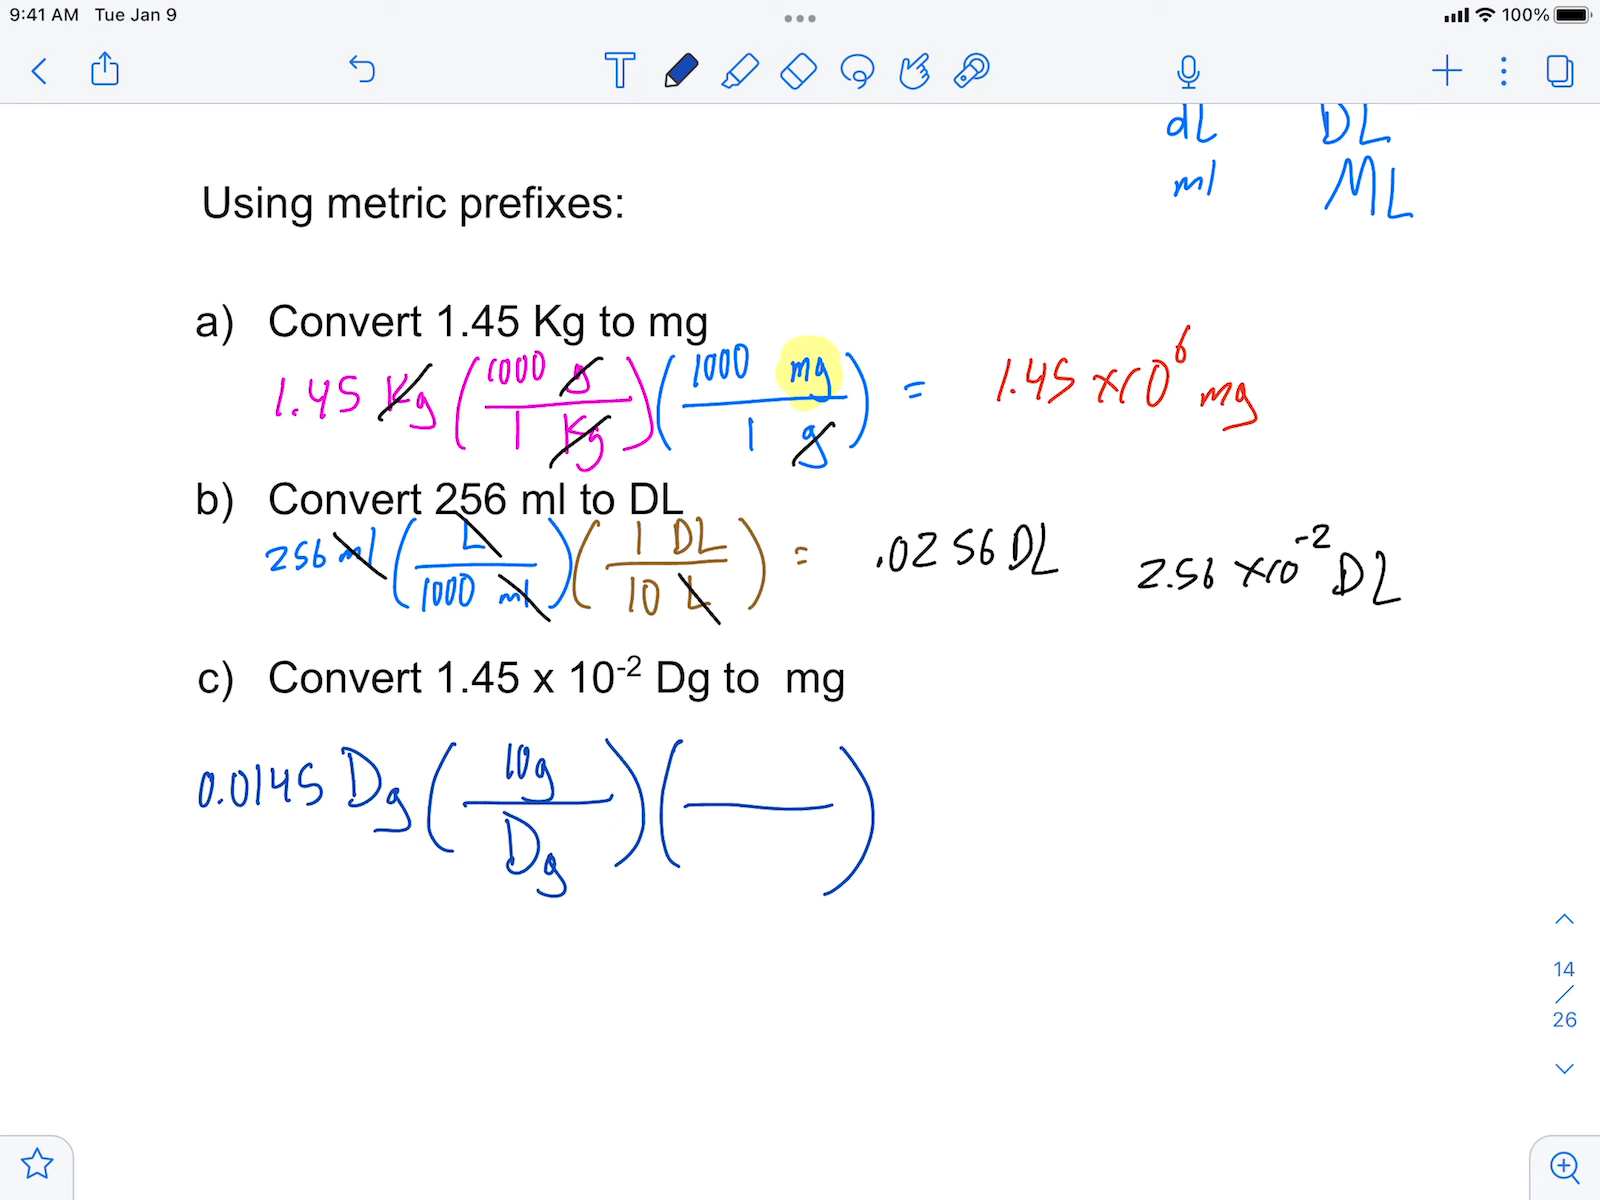 9:41 AM Tue Jan 9
100%
dL DL
ml ML
Using metric prefixes:
a) Convert 1.45 Kg to mg
1.45 Kg (1000 g / 1 Kg) (1000 mg / 1 g) = 1.45 x10⁶ mg
b) Convert 256 ml to DL
256 ml (L / 1000 ml) (1 DL / 10 L) = .0256 DL 2.56 x10⁻² DL
c) Convert 1.45 x 10⁻² Dg to mg
0.0145 Dg (10g / Dg) ( / )
14
/
26